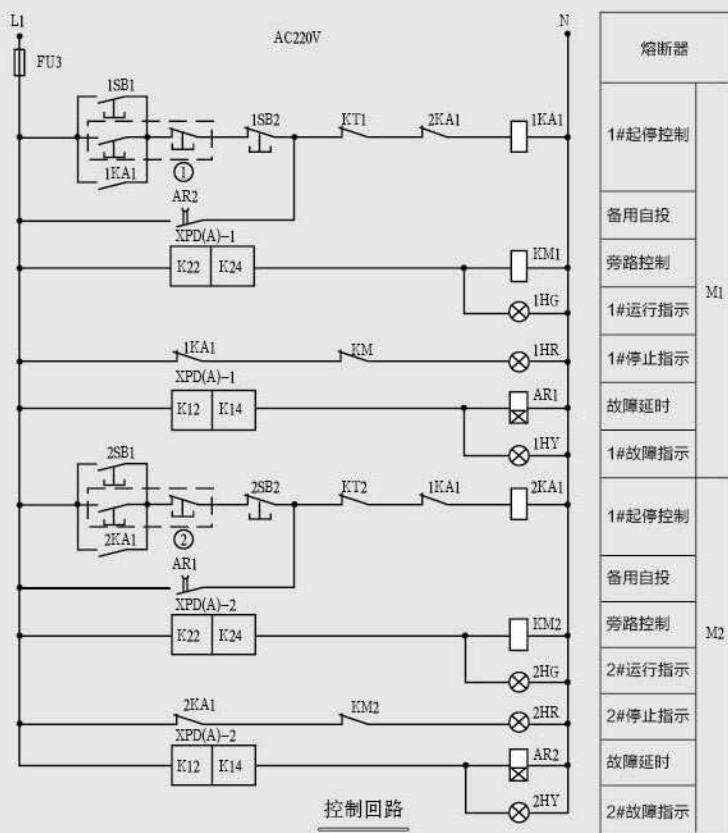 L1
AC220V
N
FU3
熔断器
1SB1
1SB2
KT1
2KA1
1KA1
1#起停控制
1KA1
①
AR2
备用自投
XPD(A)-1
K22
K24
KM1
旁路控制
1HG
1#运行指示
M1
1KA1
KM
1HR
1#停止指示
XPD(A)-1
K12
K14
AR1
故障延时
1HY
1#故障指示
2SB1
2SB2
KT2
1KA1
2KA1
1#起停控制
2KA1
②
AR1
备用自投
XPD(A)-2
K22
K24
KM2
旁路控制
M2
2HG
2#运行指示
2KA1
KM2
2HR
2#停止指示
XPD(A)-2
K12
K14
AR2
故障延时
2HY
2#故障指示
控制回路